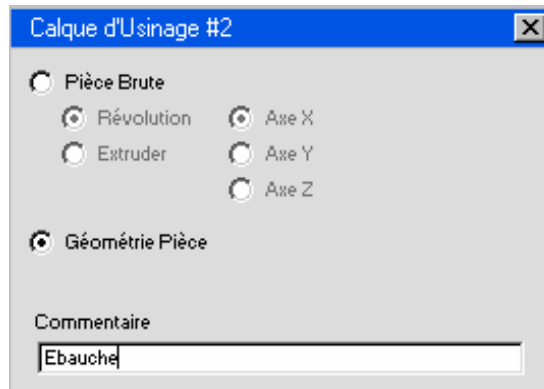 Calque d'Usinage #2
Pièce Brute
Révolution Axe X
Extruder Axe Y
Axe Z
Géométrie Pièce
Commentaire
Ebauche